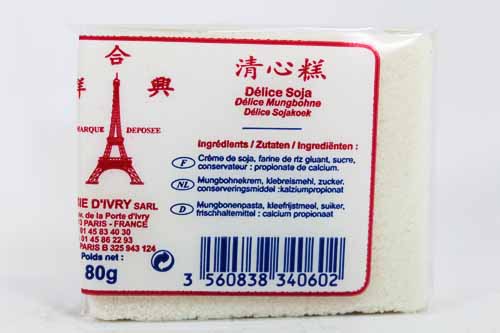 合
祥 興
MARQUE DEPOSEE
IE D'IVRY SARL
av. de la Porte d'Ivry
PARIS - FRANCE
01 45 83 40 30
01 45 86 22 93
PARIS B 325 943 124
Poids net :
80g
清心糕
Délice Soja
Délice Mungbohne
Délice Sojakoek
Ingrédients / Zutaten / Ingrediënten :
F Crème de soja, farine de riz gluant, sucre,
conservateur : propionate de calcium.
NL Mungbohnekrem, klebreismehl, zucker,
conserveringsmiddel :kalziumpropionat
D Mungbonenpasta, kleefrijstmeel, suiker,
frischhaltemittel : calcium propionaat
3 560838 340602